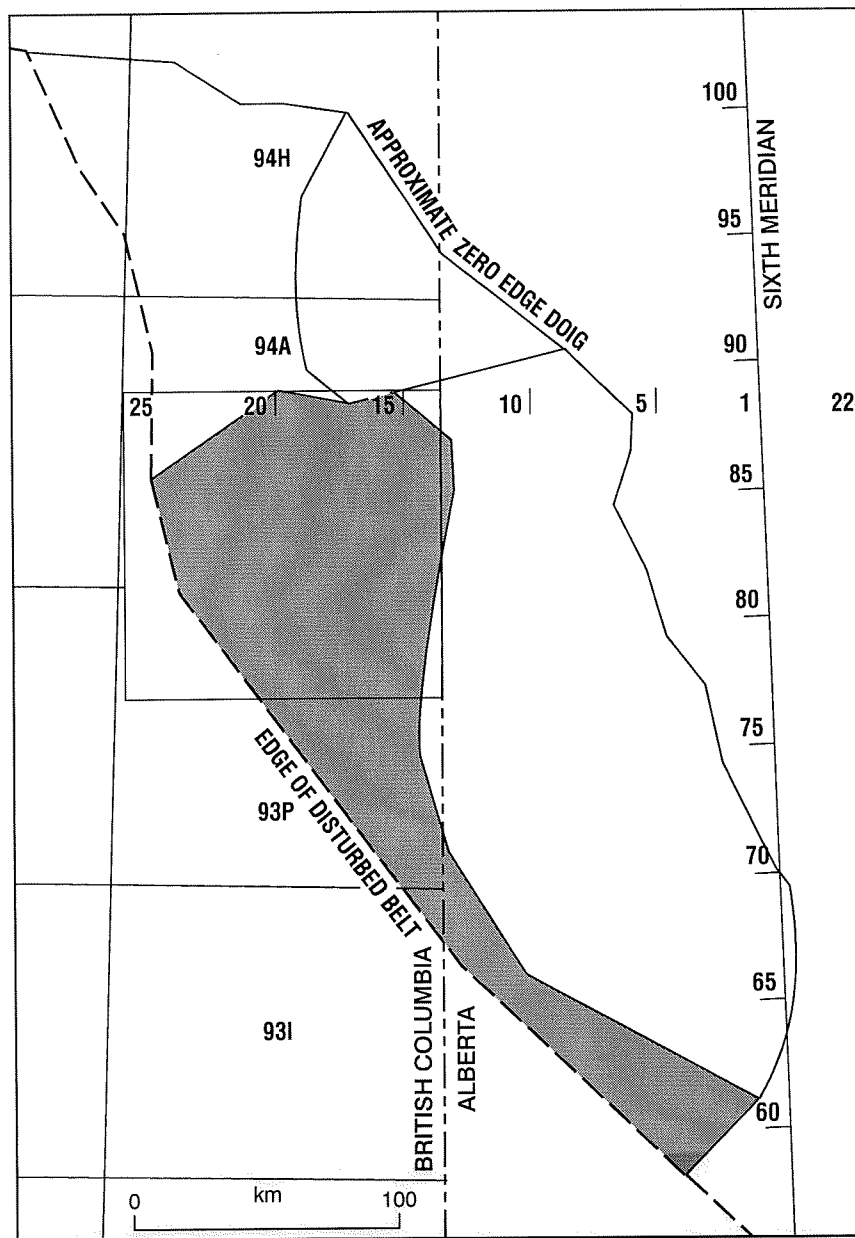 100
94H
SIXTH MERIDIAN
APPROXIMATE ZERO EDGE DOIG
95
94A
90
25
20
15
10
5
1
22
85
80
75
EDGE OF DISTURBED BELT
93P
70
65
BRITISH COLUMBIA
ALBERTA
93I
60
0
km
100